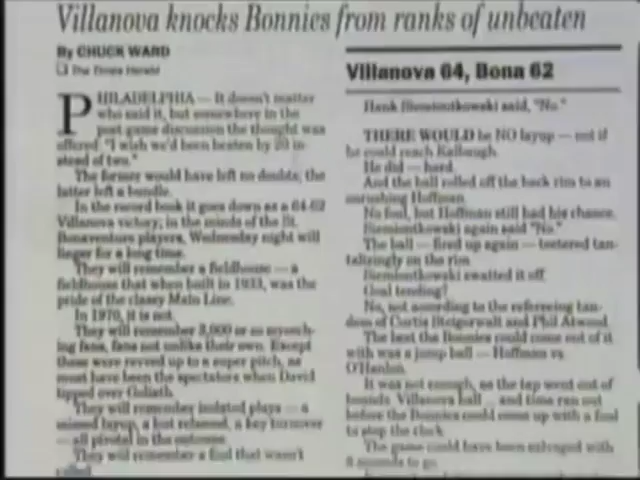 Villanova knocks Bonnies from ranks of unbeaten
By CHUCK WARD
The Times Herald
PHILADELPHIA — It doesn't matter
who said it, but somewhere in the
post game discussion the thought was
offered. "I wish we'd been beaten by 20 in-
stead of two."
The former would have left no doubts; the
latter left a bundle.
In the record book it goes down as a 64-62
Villanova victory; in the minds of the St.
Bonaventure players, Wednesday night will
linger for a long time.
They will remember a fieldhouse — a
fieldhouse that when built in 1933, was the
pride of the classy Main Line.
In 1970, it is not.
They will remember 3,000 or so
ing fans, fans not unlike their own. Except
these were revved up to a super pitch, as
must have been the spectators when David
tipped over Goliath.
They will remember isolated plays — a
missed layup, a hot rebound, a key turnover
— all pivotal in the outcome.
They will remember a foul that wasn't
called.
Villanova 64, Bona 62
Hank Siemiontkowski said, "No."
THERE WOULD be NO layup — not if
he could reach Kalbaugh.
He did — hard.
And the ball rolled off the back rim to an
onrushing Hoffman.
No foul, but Hoffman still had his chance.
Siemiontkowski again said "No."
The ball — fired up again — teetered tan-
talizingly on the rim.
Siemiontkowski swatted it off.
Goal tending?
No, not according to the refereeing tan-
dem of Curtis Steigerwalt and Phil Atwood.
The best the Bonnies could come out of it
with was a jump ball — Hoffman vs.
O'Hanlon.
It was not enough, as the tap went out of
bounds. Villanova ball — and time ran out
before the Bonnies could come up with a foul
to stop the clock.
The game could have been salvaged with
8 seconds to go.